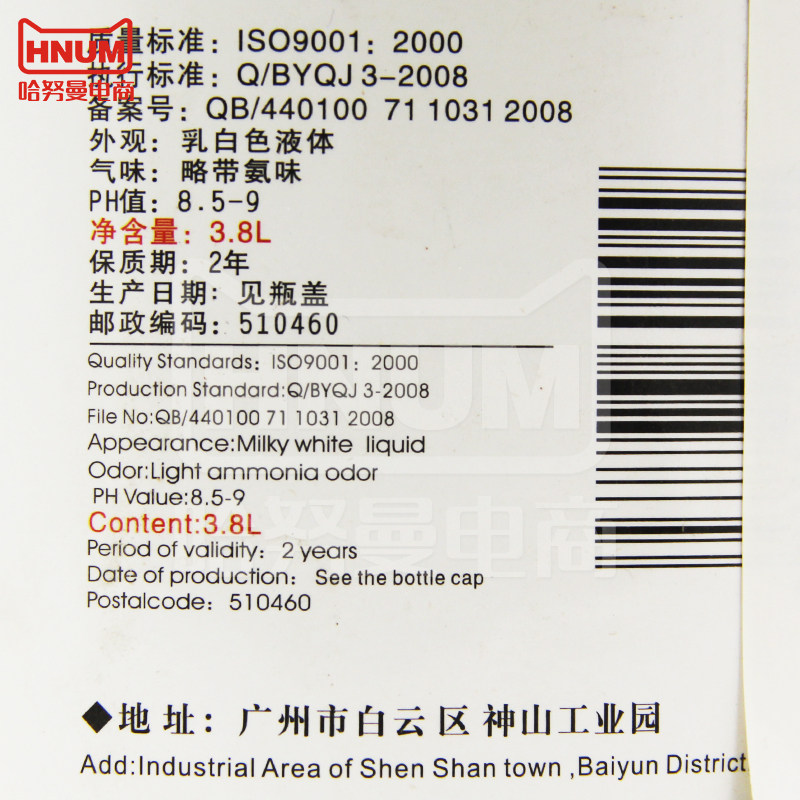 HNUM
哈努曼电商
质量标准：ISO9001：2000
执行标准：Q/BYQJ 3-2008
备案号：QB/440100 71 1031 2008
外观：乳白色液体
气味：略带氨味
PH值：8.5-9
净含量：3.8L
保质期：2年
生产日期：见瓶盖
邮政编码：510460
Quality Standards: ISO9001: 2000
Production Standard:Q/BYQJ 3-2008
File No:QB/440100 71 1031 2008
Appearance:Milky white liquid
Odor:Light ammonia odor
PH Value:8.5-9
Content:3.8L
Period of validity: 2 years
Date of production: See the bottle cap
Postalcode: 510460
HNUM
哈努曼电商
◆地址：广州市白云区神山工业园
Add:Industrial Area of Shen Shan town ,Baiyun District